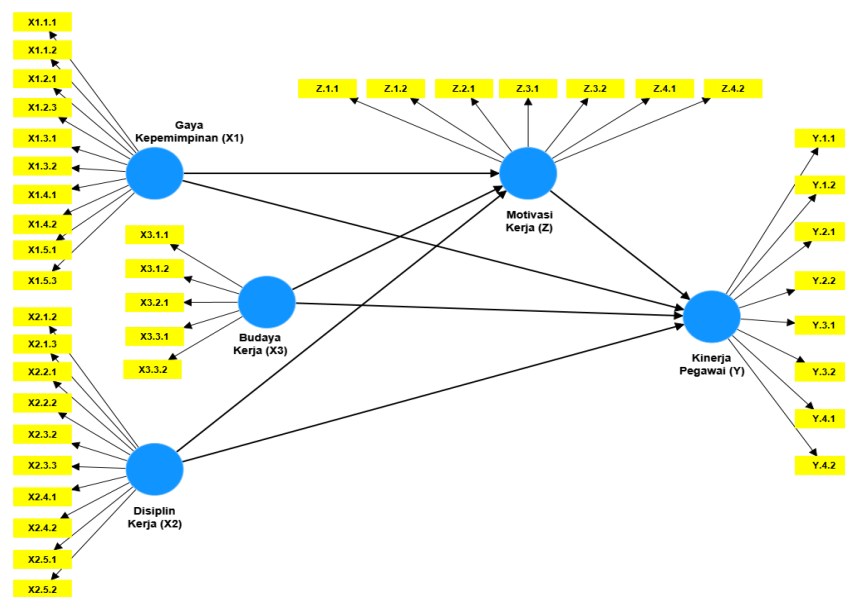 X1.1.1
X1.1.2
X1.2.1
X1.2.3
X1.3.1
X1.3.2
X1.4.1
X1.4.2
X1.5.1
X1.5.3
Gaya
Kepemimpinan (X1)
Z.1.1
Z.1.2
Z.2.1
Z.3.1
Z.3.2
Z.4.1
Z.4.2
Motivasi
Kerja (Z)
X3.1.1
X3.1.2
X3.2.1
X3.3.1
X3.3.2
Budaya
Kerja (X3)
Y.1.1
Y.1.2
Y.2.1
Y.2.2
Y.3.1
Y.3.2
Y.4.1
Y.4.2
Kinerja
Pegawai (Y)
X2.1.2
X2.1.3
X2.2.1
X2.2.2
X2.3.2
X2.3.3
X2.4.1
X2.4.2
X2.5.1
X2.5.2
Disiplin
Kerja (X2)